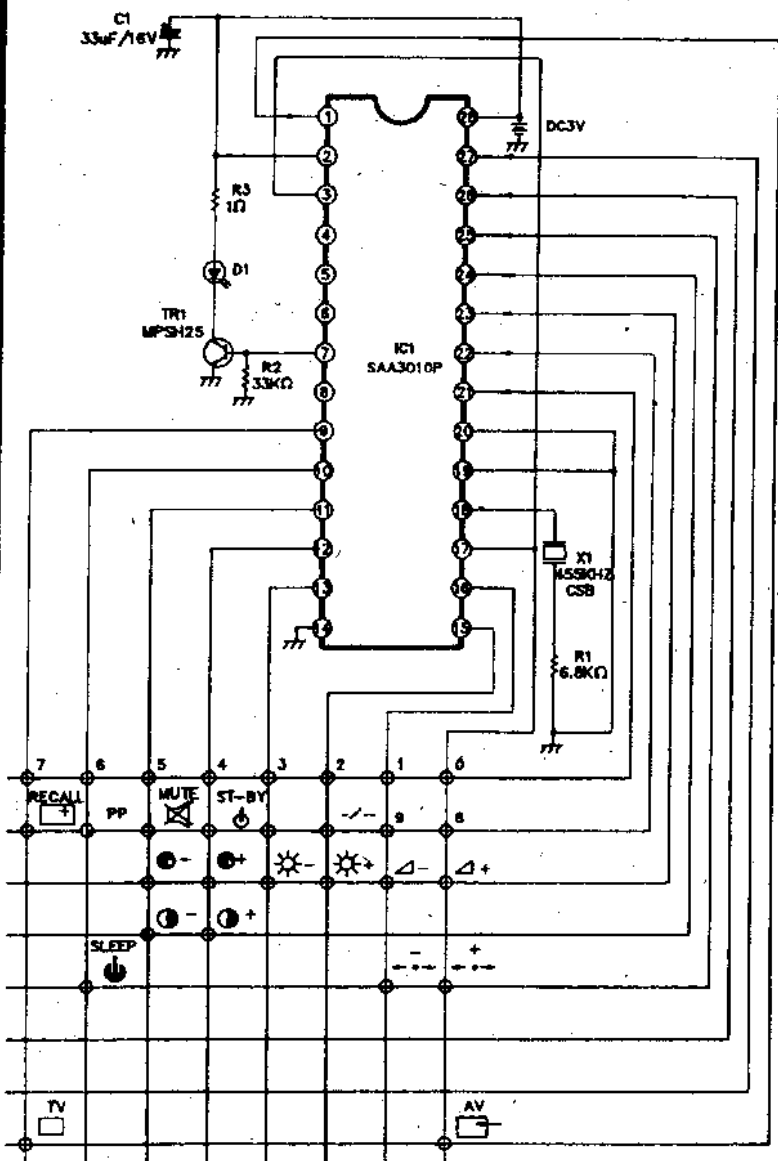 C1
33uF/16V
DC3V
1 28
2 27
3 26
4 25
5 24
6 23
7 22
8 21
9 20
10 19
11 18
12 17
13 16
14 15
R3
1Ω
D1
TR1
MPSH25
R2
33KΩ
IC1
SAA3010P
X1
455KHZ
CSB
R1
6.8KΩ
7 6 5 4 3 2 1 0
RECALL PP MUTE ST-BY -/-- 9 8
+
- + - + - +
- +
SLEEP - +
TV AV